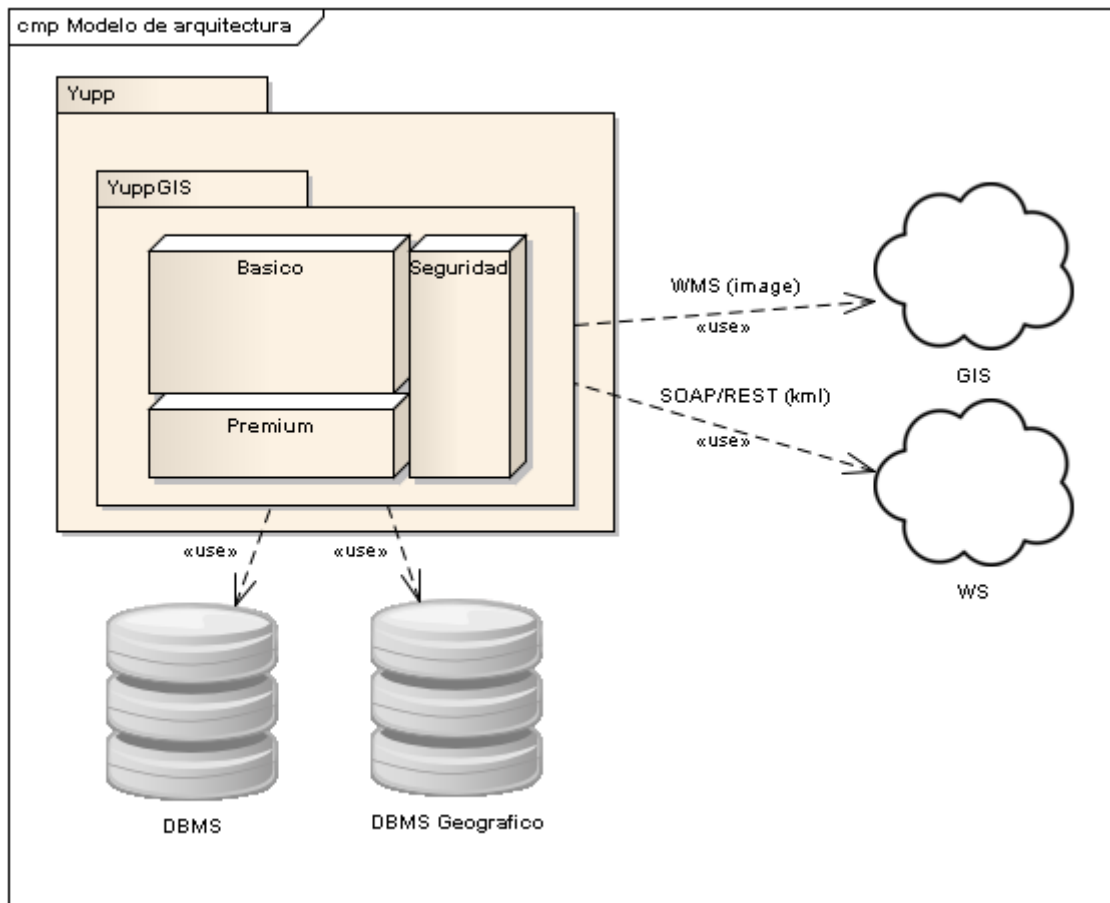 cmp Modelo de arquitectura
Yupp
YuppGIS
Basico
Seguridad
Premium
WMS (image)
«use»
GIS
SOAP/REST (kml)
«use»
WS
«use»
«use»
DBMS
DBMS Geografico